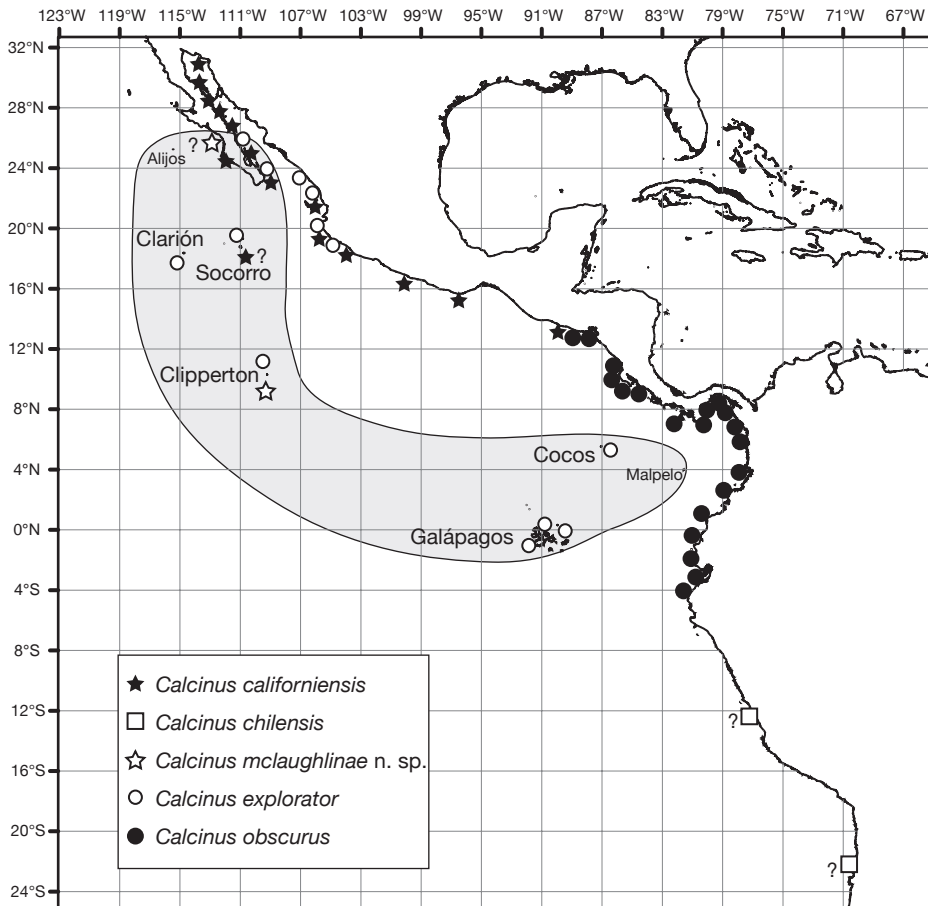 123°W 119°W 115°W 111°W 107°W 103°W 99°W 95°W 91°W 87°W 83°W 79°W 75°W 71°W 67°W
32°N
28°N
?
Alijos
24°N
Clarión
20°N
?
Socorro
16°N
12°N
Clipperton
8°N
Cocos
4°N
Malpelo
0°N
Galápagos
4°S
8°S
Calcinus californiensis
12°S
Calcinus chilensis
?
Calcinus mclaughlinae n. sp.
16°S
Calcinus explorator
20°S
Calcinus obscurus
?
24°S